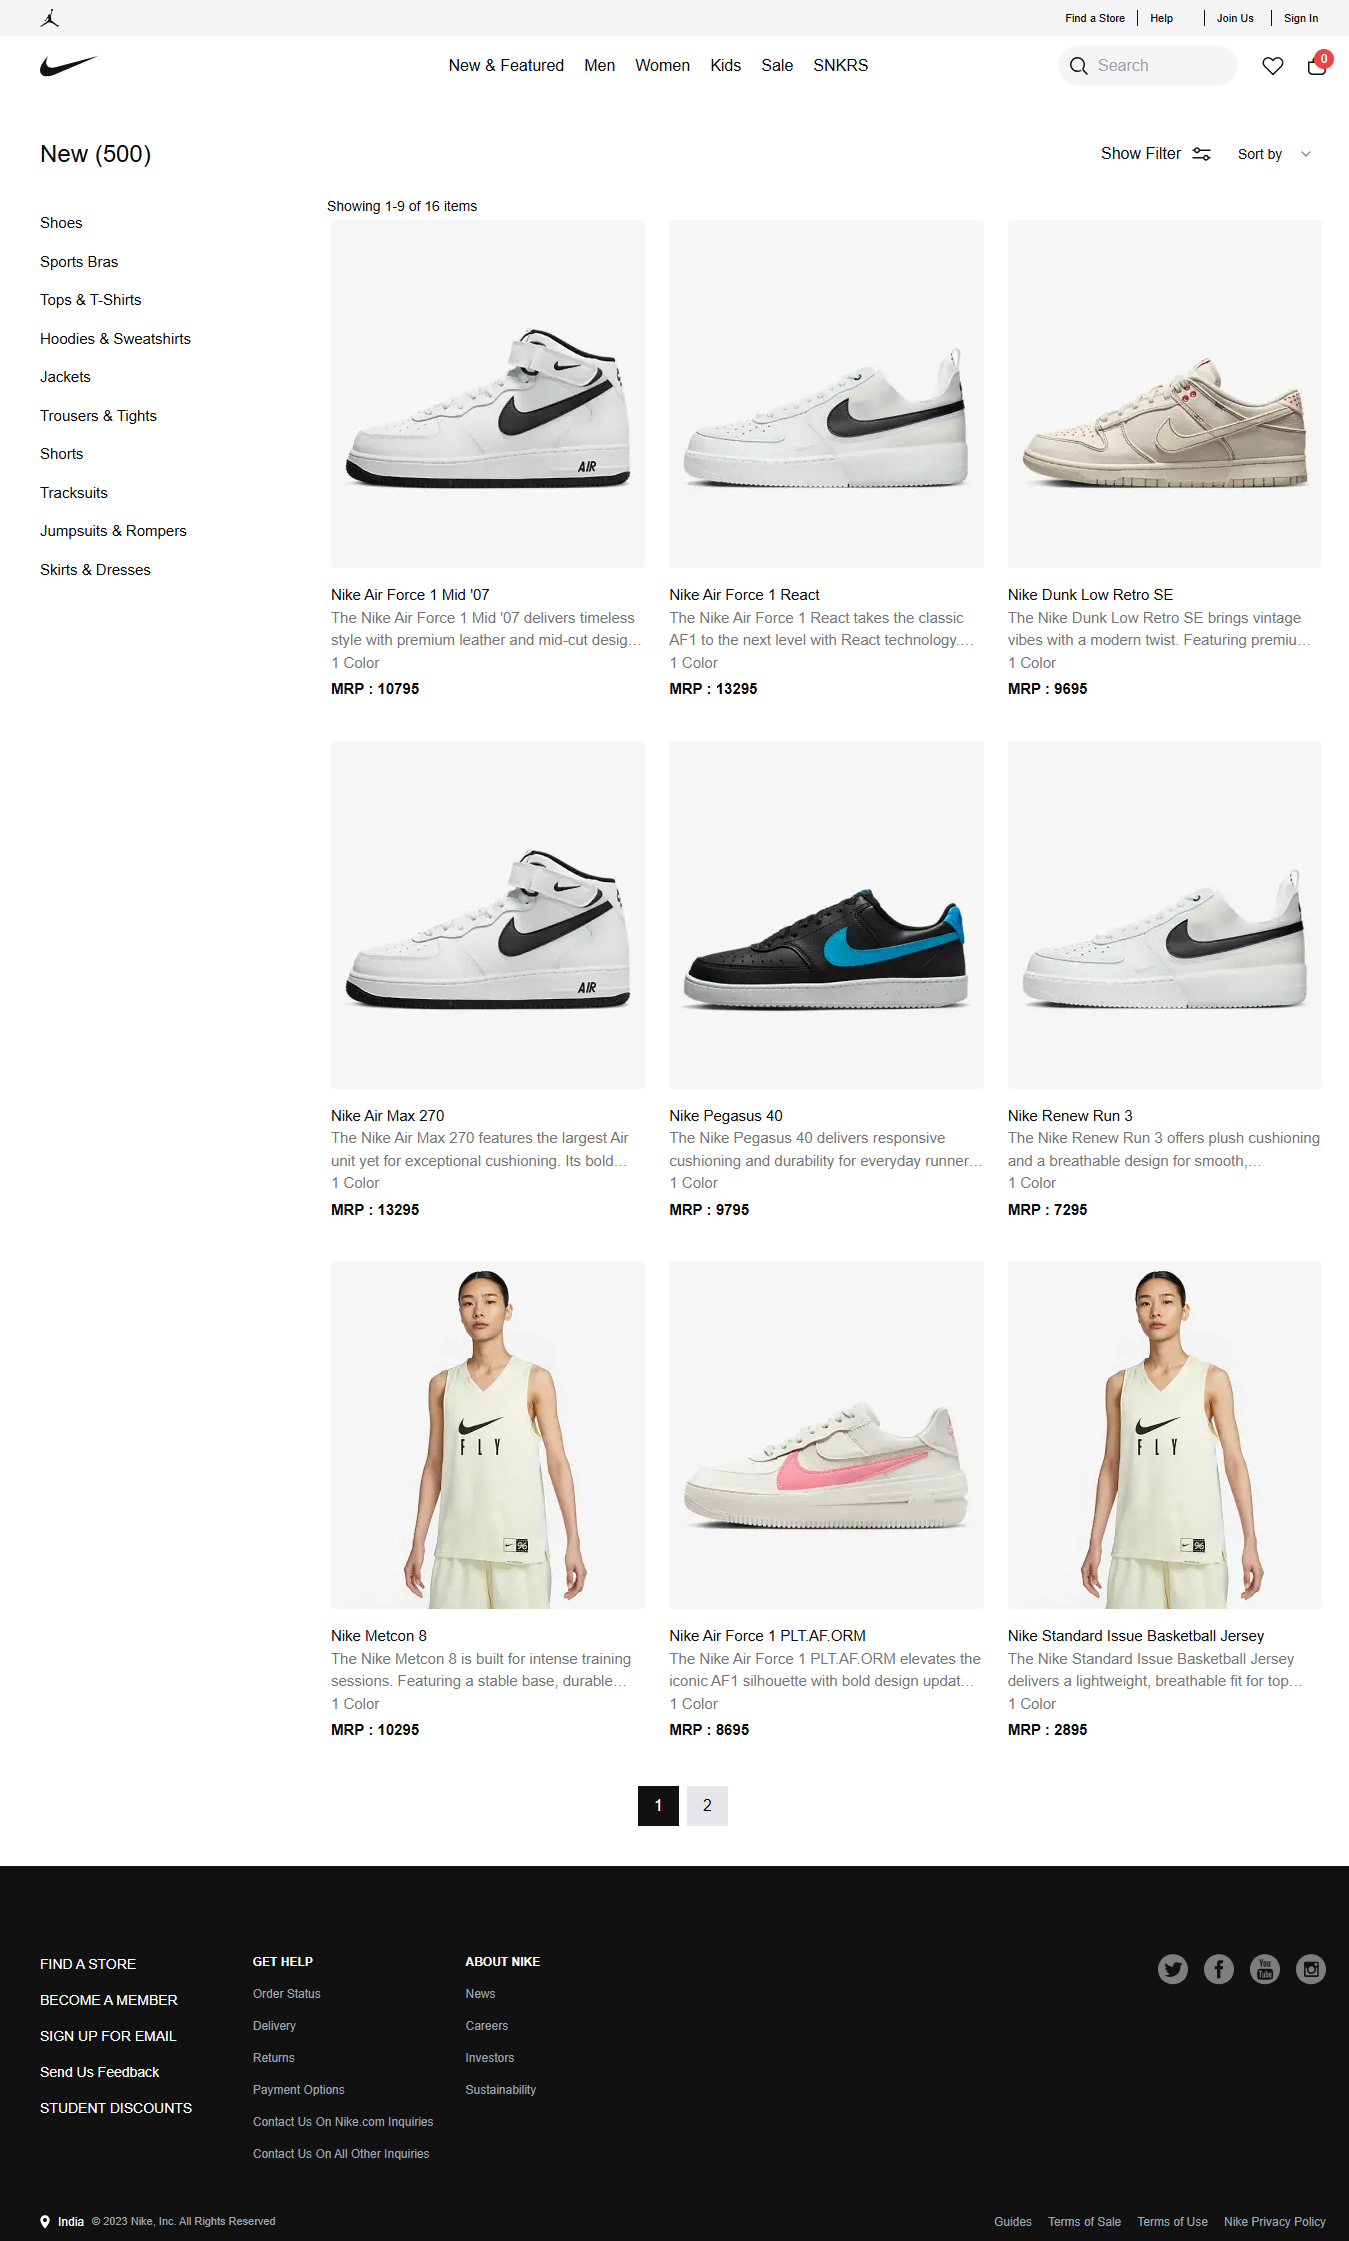 Find a Store
Help
Join Us
Sign In
New & Featured
Men
Women
Kids
Sale
SNKRS
Search
0
New (500)
Show Filter
Sort by
Shoes
Sports Bras
Tops & T-Shirts
Hoodies & Sweatshirts
Jackets
Trousers & Tights
Shorts
Tracksuits
Jumpsuits & Rompers
Skirts & Dresses
Showing 1-9 of 16 items
AIR
Nike Air Force 1 Mid '07
The Nike Air Force 1 Mid '07 delivers timeless
style with premium leather and mid-cut desig...
1 Color
MRP : 10795
Nike Air Force 1 React
The Nike Air Force 1 React takes the classic
AF1 to the next level with React technology....
1 Color
MRP : 13295
Nike Dunk Low Retro SE
The Nike Dunk Low Retro SE brings vintage
vibes with a modern twist. Featuring premiu...
1 Color
MRP : 9695
AIR
Nike Air Max 270
The Nike Air Max 270 features the largest Air
unit yet for exceptional cushioning. Its bold...
1 Color
MRP : 13295
Nike Pegasus 40
The Nike Pegasus 40 delivers responsive
cushioning and durability for everyday runner...
1 Color
MRP : 9795
Nike Renew Run 3
The Nike Renew Run 3 offers plush cushioning
and a breathable design for smooth,...
1 Color
MRP : 7295
FLY
96
Nike Metcon 8
The Nike Metcon 8 is built for intense training
sessions. Featuring a stable base, durable...
1 Color
MRP : 10295
Nike Air Force 1 PLT.AF.ORM
The Nike Air Force 1 PLT.AF.ORM elevates the
iconic AF1 silhouette with bold design updat...
1 Color
MRP : 8695
FLY
96
Nike Standard Issue Basketball Jersey
The Nike Standard Issue Basketball Jersey
delivers a lightweight, breathable fit for top...
1 Color
MRP : 2895
1
2
FIND A STORE
BECOME A MEMBER
SIGN UP FOR EMAIL
Send Us Feedback
STUDENT DISCOUNTS
GET HELP
Order Status
Delivery
Returns
Payment Options
Contact Us On Nike.com Inquiries
Contact Us On All Other Inquiries
ABOUT NIKE
News
Careers
Investors
Sustainability
You
Tube
India
© 2023 Nike, Inc. All Rights Reserved
Guides
Terms of Sale
Terms of Use
Nike Privacy Policy